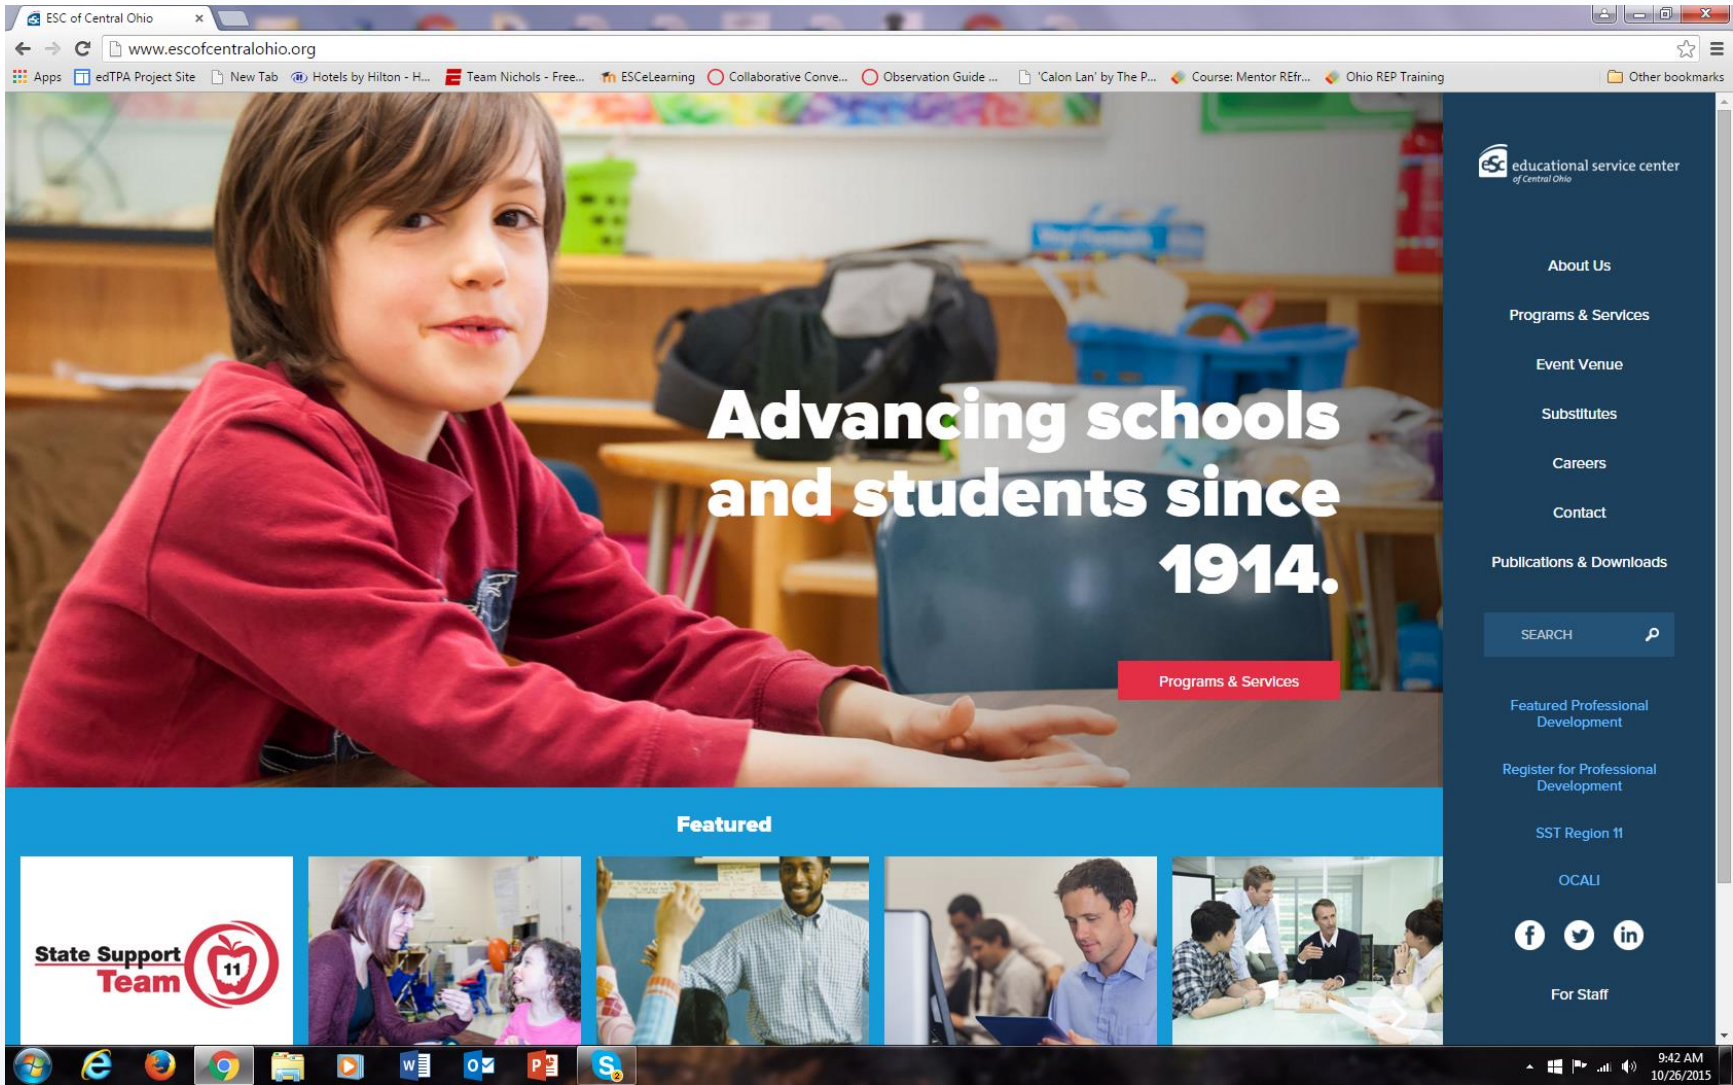 ESC of Central Ohio
www.escofcentralohio.org
Apps
edTPA Project Site
New Tab
Hotels by Hilton - H...
Team Nichols - Free...
ESCeLearning
Collaborative Conve...
Observation Guide ...
'Calon Lan' by The P...
Course: Mentor REfr...
Ohio REP Training
Other bookmarks
eSc
educational service center
of Central Ohio
About Us
Programs & Services
Event Venue
Substitutes
Careers
Contact
Publications & Downloads
SEARCH
Featured Professional
Development
Register for Professional
Development
SST Region 11
OCALI
For Staff
Advancing schools
and students since
1914.
Programs & Services
Featured
State Support
Team
11
9:42 AM
10/26/2015